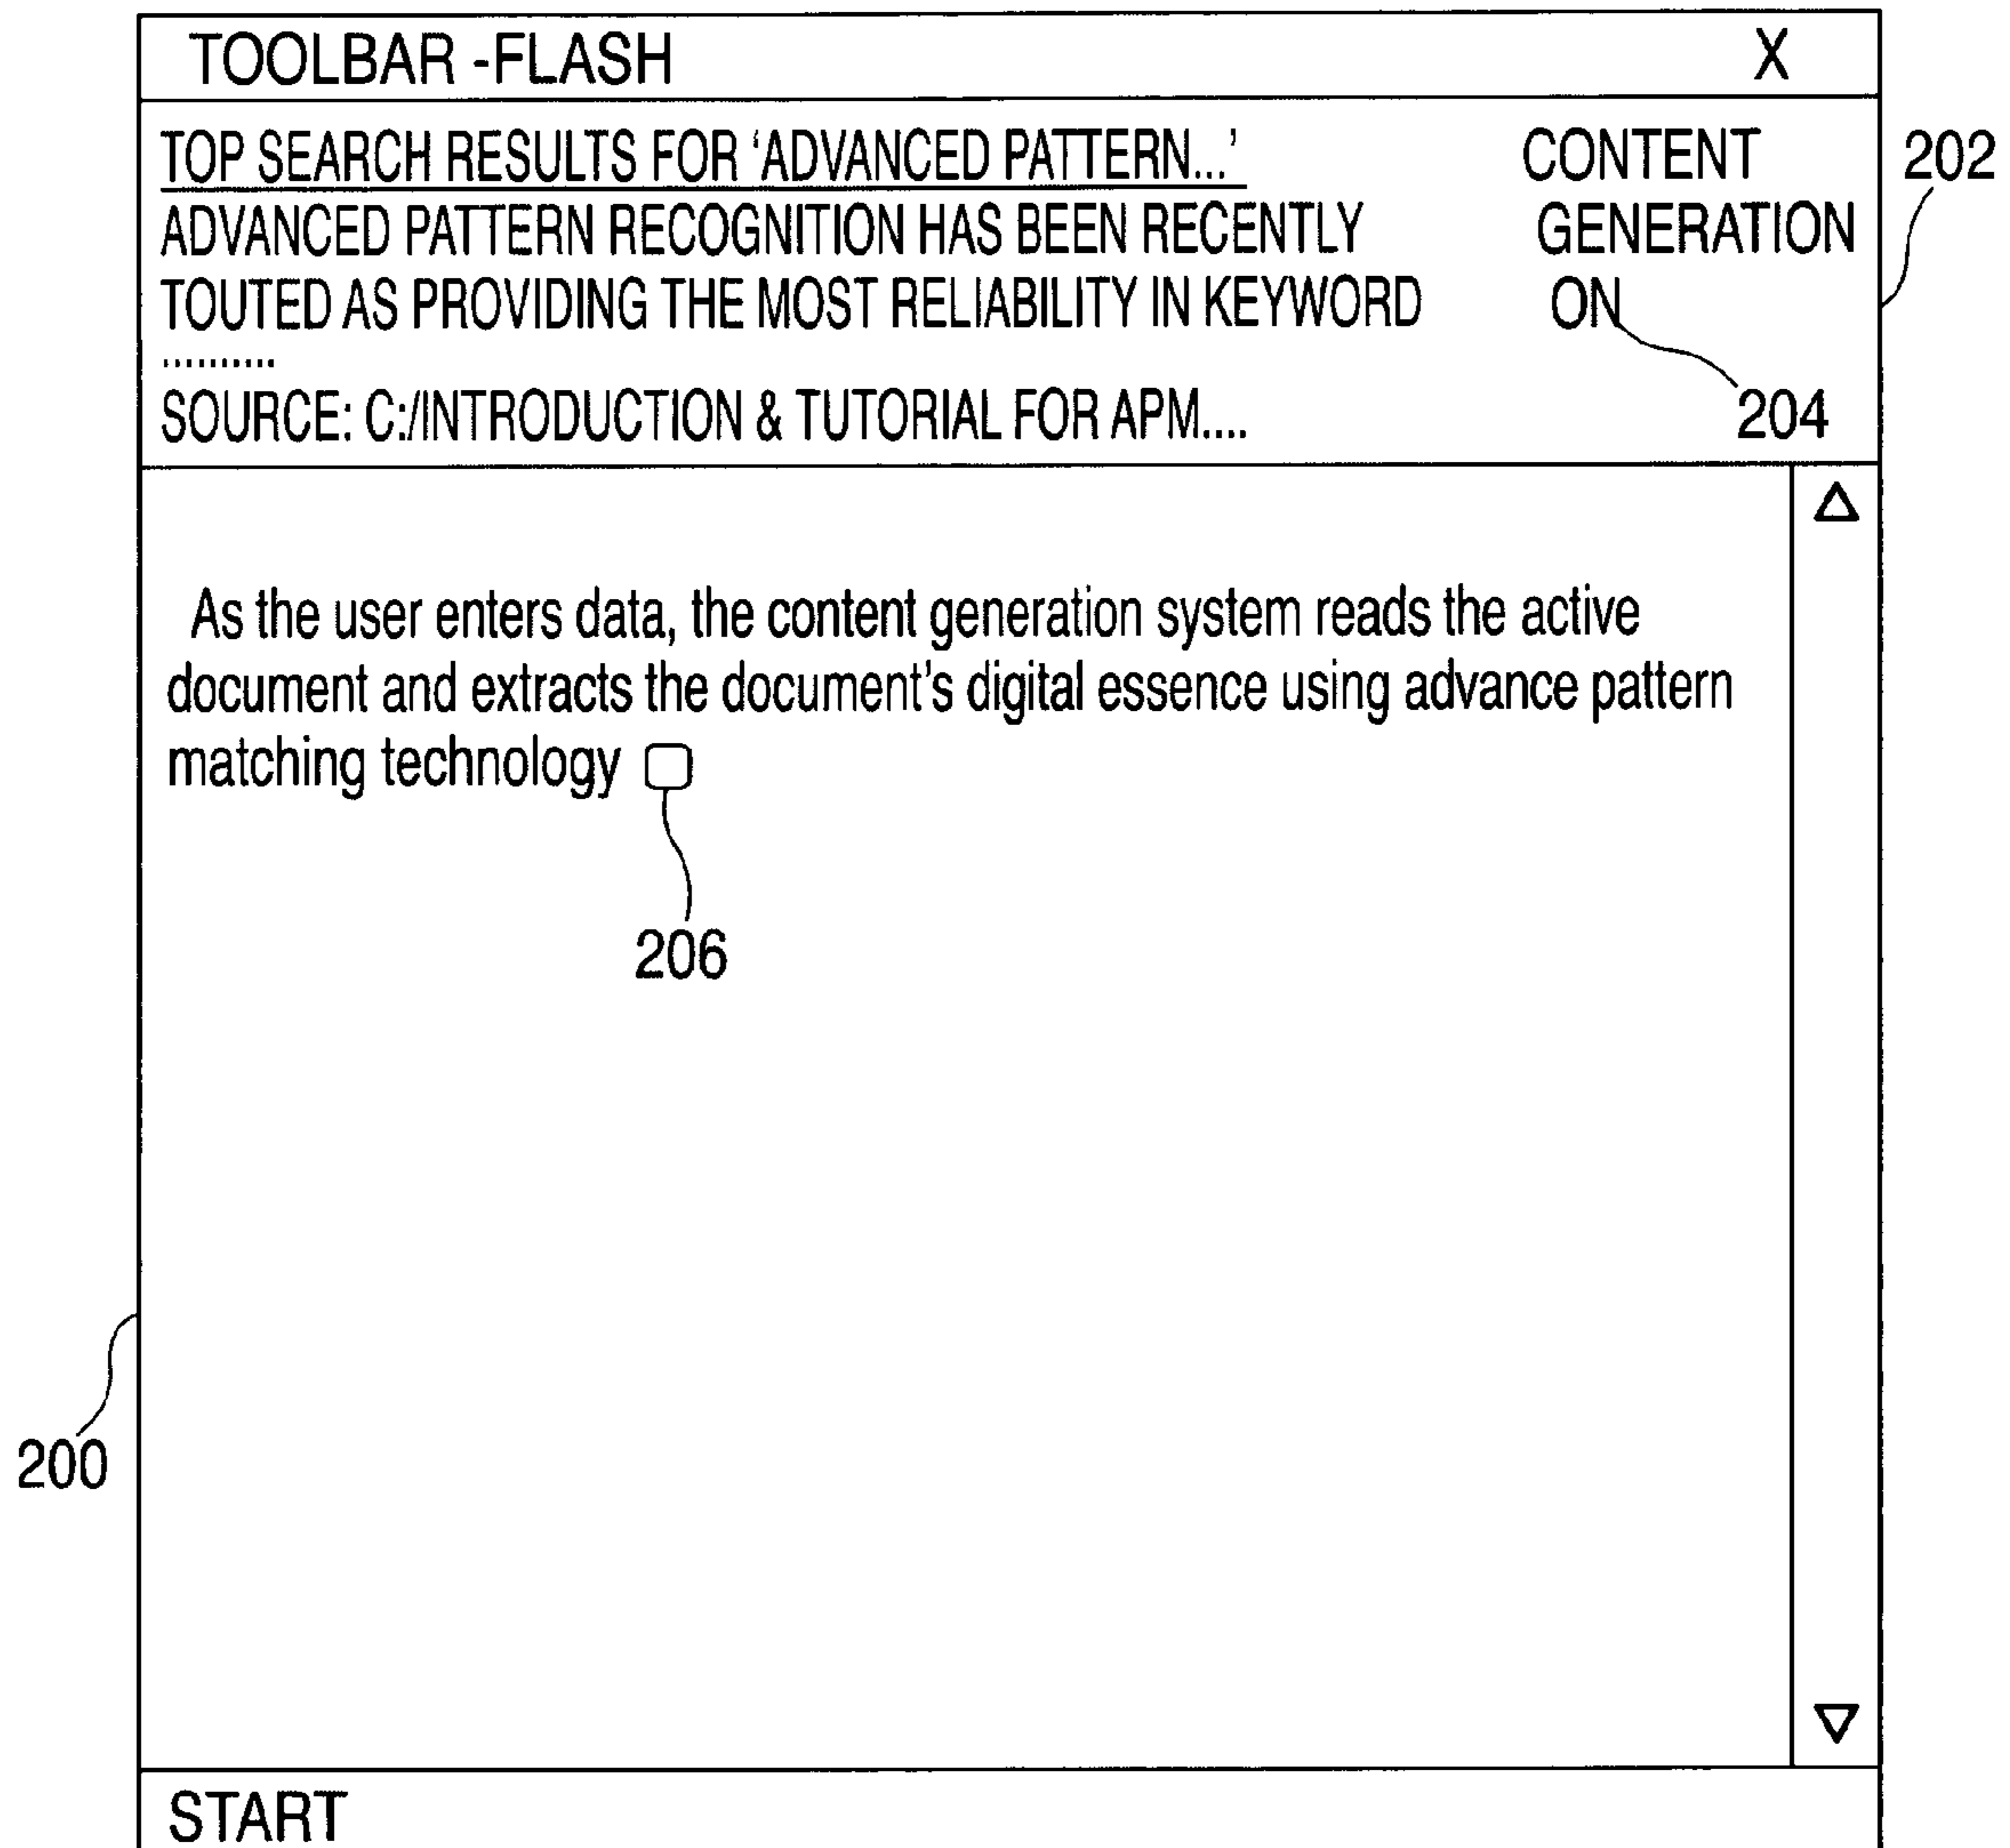 TOOLBAR -FLASH X
TOP SEARCH RESULTS FOR 'ADVANCED PATTERN...' CONTENT 202
ADVANCED PATTERN RECOGNITION HAS BEEN RECENTLY GENERATION
TOUTED AS PROVIDING THE MOST RELIABILITY IN KEYWORD ON
..........
SOURCE: C:/INTRODUCTION & TUTORIAL FOR APM.... 204
As the user enters data, the content generation system reads the active
document and extracts the document's digital essence using advance pattern
matching technology
206
200
START